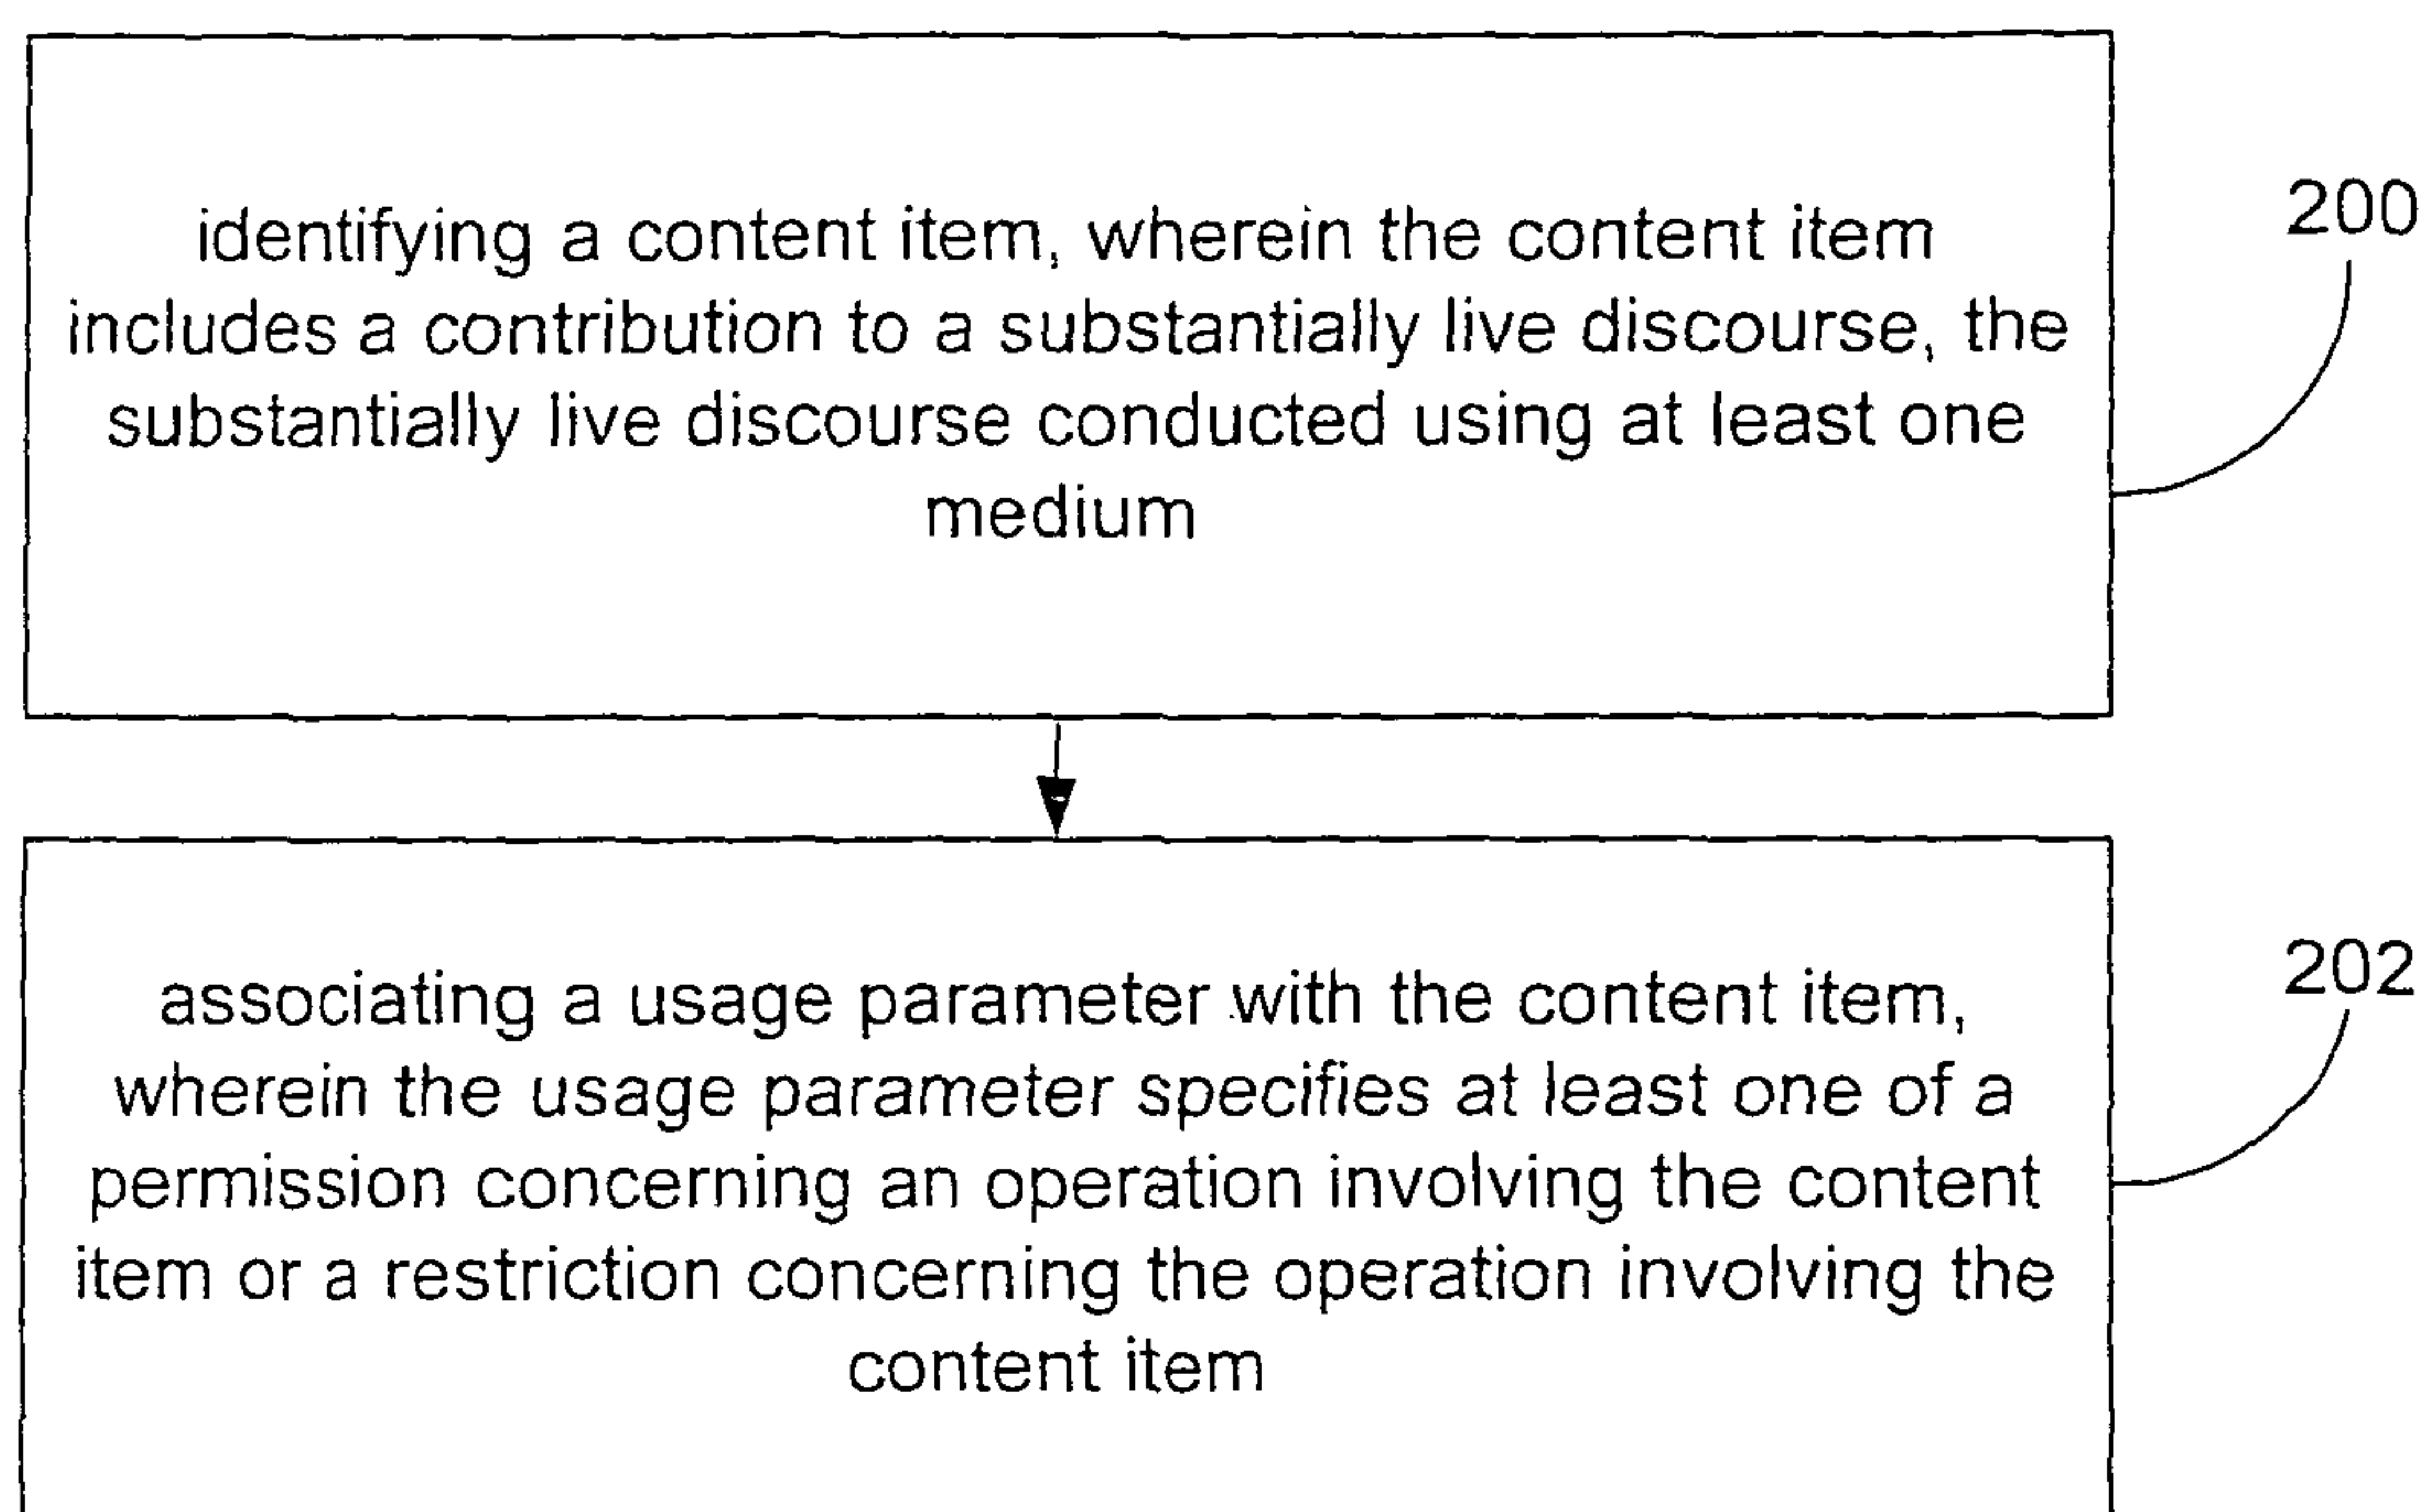 identifying a content item, wherein the content item
includes a contribution to a substantially live discourse, the
substantially live discourse conducted using at least one
medium
200
associating a usage parameter with the content item,
wherein the usage parameter specifies at least one of a
permission concerning an operation involving the content
item or a restriction concerning the operation involving the
content item
202